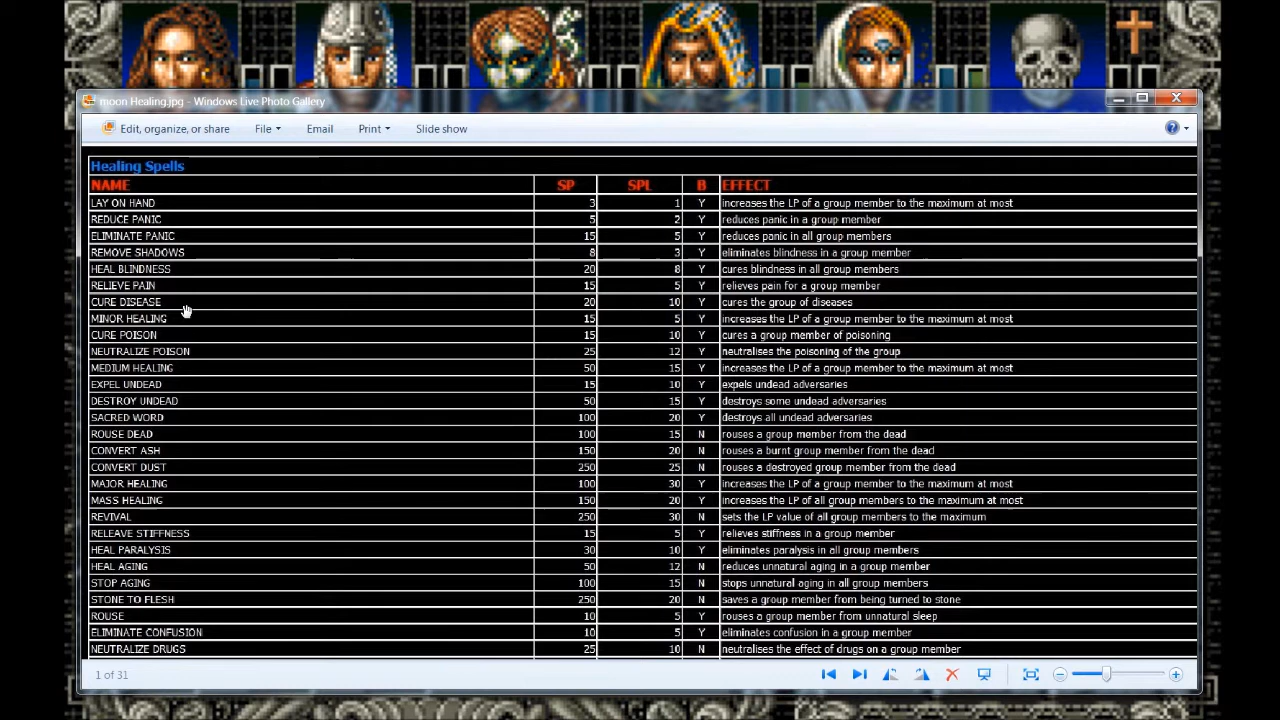 moon Healing.jpg - Windows Live Photo Gallery
Edit, organize, or share File Email Print Slide show
Healing Spells
NAME SP SPL B EFFECT
LAY ON HAND 3 1 Y increases the LP of a group member to the maximum at most
REDUCE PANIC 5 2 Y reduces panic in a group member
ELIMINATE PANIC 15 5 Y reduces panic in all group members
REMOVE SHADOWS 8 3 Y eliminates blindness in a group member
HEAL BLINDNESS 20 8 Y cures blindness in all group members
RELIEVE PAIN 15 5 Y relieves pain for a group member
CURE DISEASE 20 10 Y cures the group of diseases
MINOR HEALING 15 5 Y increases the LP of a group member to the maximum at most
CURE POISON 15 10 Y cures a group member of poisoning
NEUTRALIZE POISON 25 12 Y neutralises the poisoning of the group
MEDIUM HEALING 50 15 Y increases the LP of a group member to the maximum at most
EXPEL UNDEAD 15 10 Y expels undead adversaries
DESTROY UNDEAD 50 15 Y destroys some undead adversaries
SACRED WORD 100 20 Y destroys all undead adversaries
ROUSE DEAD 100 15 N rouses a group member from the dead
CONVERT ASH 150 20 N rouses a burnt group member from the dead
CONVERT DUST 250 25 N rouses a destroyed group member from the dead
MAJOR HEALING 100 30 Y increases the LP of a group member to the maximum at most
MASS HEALING 150 20 Y increases the LP of all group members to the maximum at most
REVIVAL 250 30 N sets the LP value of all group members to the maximum
RELEAVE STIFFNESS 15 5 Y relieves stiffness in a group member
HEAL PARALYSIS 30 10 Y eliminates paralysis in all group members
HEAL AGING 50 12 N reduces unnatural aging in a group member
STOP AGING 100 15 N stops unnatural aging in all group members
STONE TO FLESH 250 20 N saves a group member from being turned to stone
ROUSE 10 5 Y rouses a group member from unnatural sleep
ELIMINATE CONFUSION 10 5 Y eliminates confusion in a group member
NEUTRALIZE DRUGS 25 10 N neutralises the effect of drugs on a group member
1 of 31